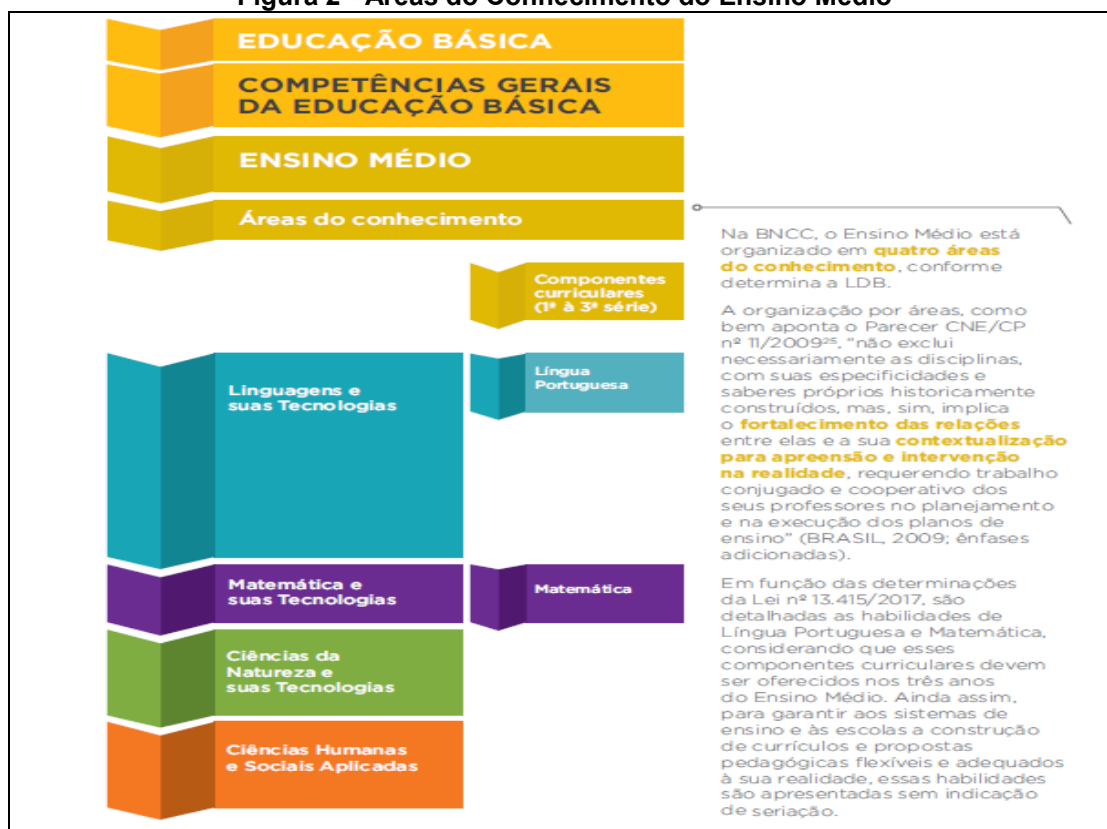 Figura 2 - Áreas do Conhecimento do Ensino Médio
EDUCAÇÃO BÁSICA
COMPETÊNCIAS GERAIS
DA EDUCAÇÃO BÁSICA
ENSINO MÉDIO
Áreas do conhecimento
Componentes
curriculares
(1ª à 3ª série)
Linguagens e
suas Tecnologias
Língua
Portuguesa
Matemática e
suas Tecnologias
Matemática
Ciências da
Natureza e
suas Tecnologias
Ciências Humanas
e Sociais Aplicadas
Na BNCC, o Ensino Médio está
organizado em quatro áreas
do conhecimento, conforme
determina a LDB.
A organização por áreas, como
bem aponta o Parecer CNE/CP
nº 11/2009²⁵, "não exclui
necessariamente as disciplinas,
com suas especificidades e
saberes próprios historicamente
construídos, mas, sim, implica
o fortalecimento das relações
entre elas e a sua contextualização
para apreensão e intervenção
na realidade, requerendo trabalho
conjugado e cooperativo dos
seus professores no planejamento
e na execução dos planos de
ensino" (BRASIL, 2009; ênfases
adicionadas).
Em função das determinações
da Lei nº 13.415/2017, são
detalhadas as habilidades de
Língua Portuguesa e Matemática,
considerando que esses
componentes curriculares devem
ser oferecidos nos três anos
do Ensino Médio. Ainda assim,
para garantir aos sistemas de
ensino e às escolas a construção
de currículos e propostas
pedagógicas flexíveis e adequados
à sua realidade, essas habilidades
são apresentadas sem indicação
de seriação.